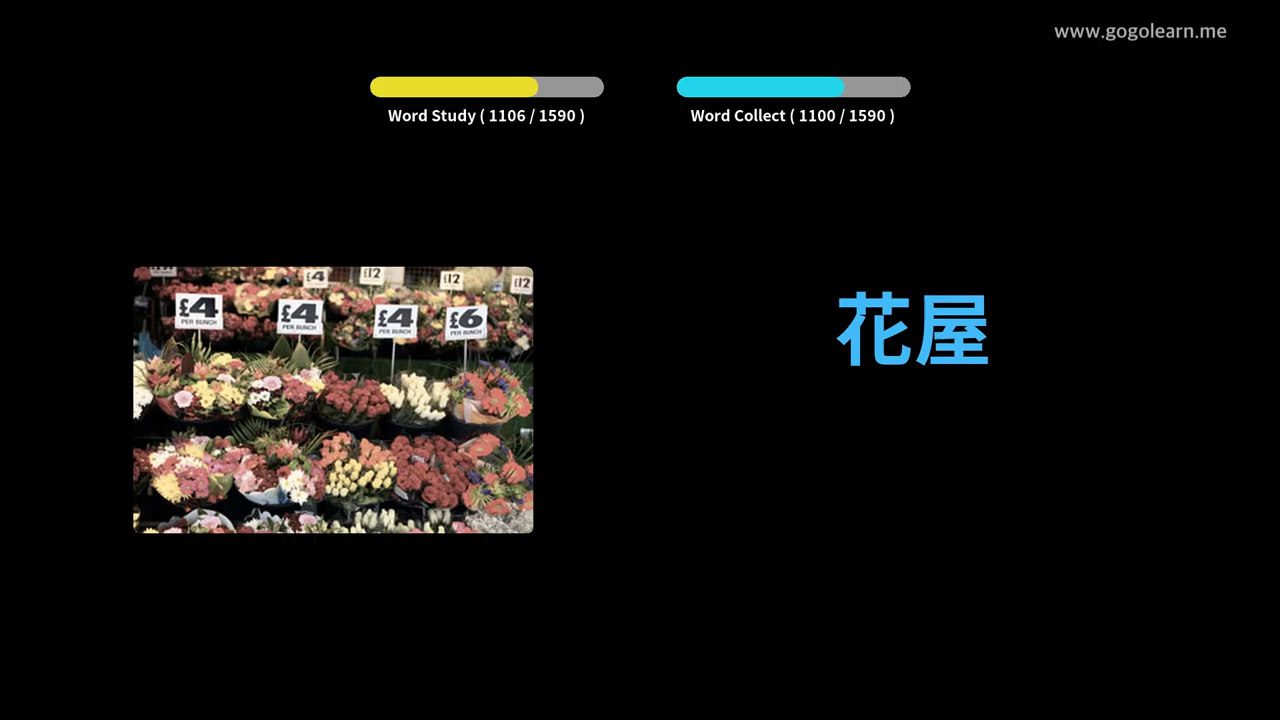 www.gogolearn.me
Word Study ( 1106 / 1590 )
Word Collect ( 1100 / 1590 )
£4
£12
£12
£12
£4
PER BUNCH
£4
PER BUNCH
£4
PER BUNCH
£6
PER BUNCH
花屋